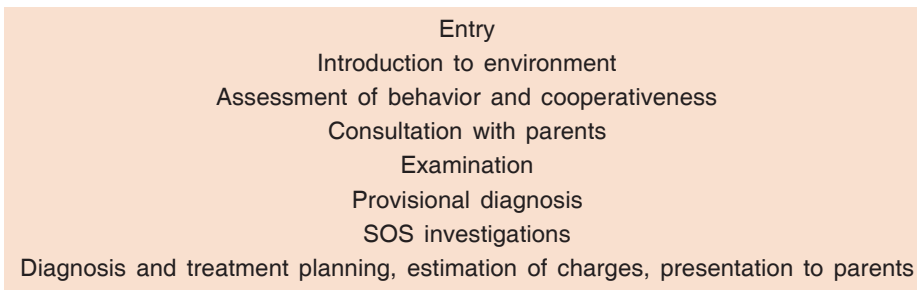 Entry
Introduction to environment
Assessment of behavior and cooperativeness
Consultation with parents
Examination
Provisional diagnosis
SOS investigations
Diagnosis and treatment planning, estimation of charges, presentation to parents